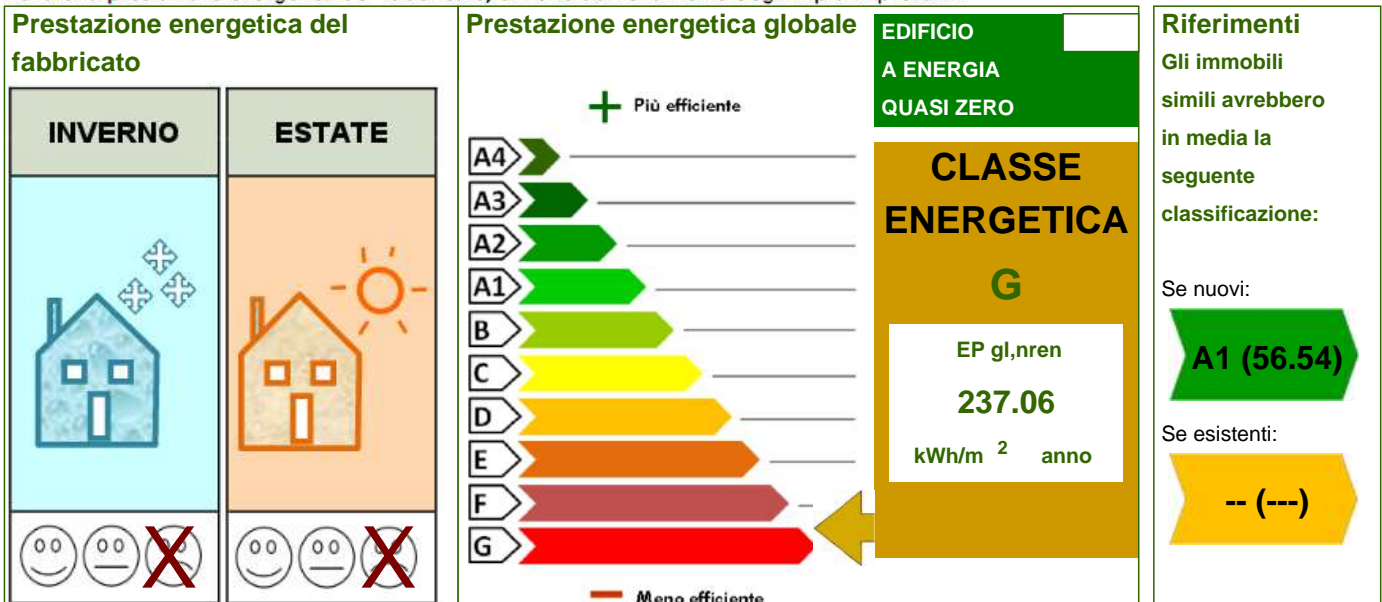 Prestazione energetica del
fabbricato
INVERNO
ESTATE
Prestazione energetica globale
Più efficiente
A4
A3
A2
A1
B
C
D
E
F
G
Meno efficiente
EDIFICIO
A ENERGIA
QUASI ZERO
CLASSE
ENERGETICA
G
EP gl,nren
237.06
kWh/m 2 anno
Riferimenti
Gli immobili
simili avrebbero
in media la
seguente
classificazione:
Se nuovi:
A1 (56.54)
Se esistenti:
-- (---)